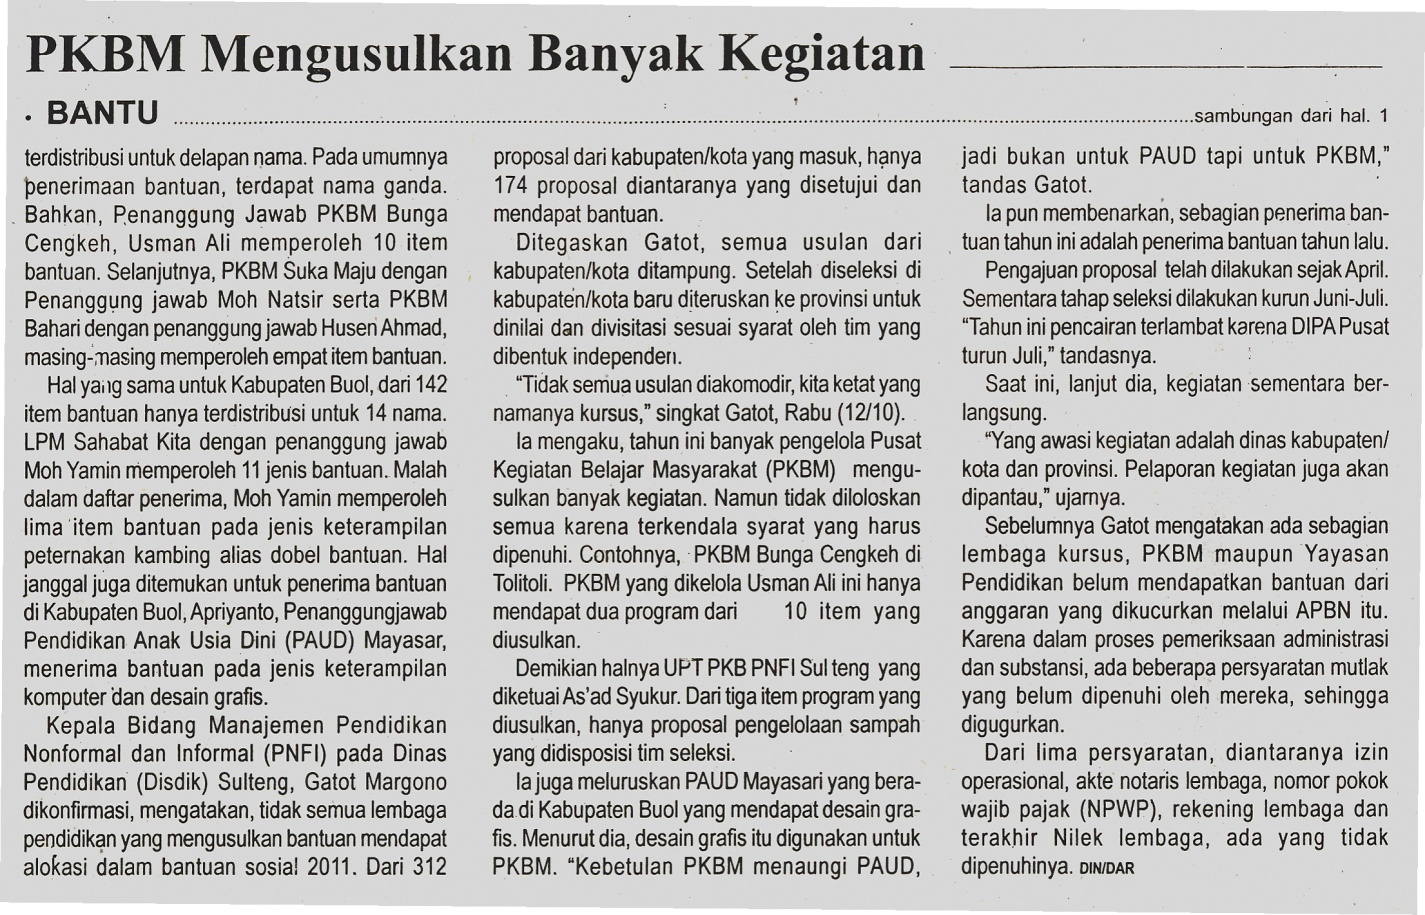 PKBM Mengusulkan Banyak Kegiatan
• BANTU ........ sambungan dari hal. 1
terdistribusi untuk delapan nama. Pada umumnya
penerimaan bantuan, terdapat nama ganda.
Bahkan, Penanggung Jawab PKBM Bunga
Cengkeh, Usman Ali memperoleh 10 item
bantuan. Selanjutnya, PKBM Suka Maju dengan
Penanggung jawab Moh Natsir serta PKBM
Bahari dengan penanggung jawab Husen Ahmad,
masing-masing memperoleh empat item bantuan.
Hal yang sama untuk Kabupaten Buol, dari 142
item bantuan hanya terdistribusi untuk 14 nama.
LPM Sahabat Kita dengan penanggung jawab
Moh Yamin memperoleh 11 jenis bantuan. Malah
dalam daftar penerima, Moh Yamin memperoleh
lima item bantuan pada jenis keterampilan
peternakan kambing alias dobel bantuan. Hal
janggal juga ditemukan untuk penerima bantuan
di Kabupaten Buol, Apriyanto, Penanggungjawab
Pendidikan Anak Usia Dini (PAUD) Mayasar,
menerima bantuan pada jenis keterampilan
komputer dan desain grafis.
Kepala Bidang Manajemen Pendidikan
Nonformal dan Informal (PNFI) pada Dinas
Pendidikan (Disdik) Sulteng, Gatot Margono
dikonfirmasi, mengatakan, tidak semua lembaga
pendidikan yang mengusulkan bantuan mendapat
alokasi dalam bantuan sosial 2011. Dari 312
proposal dari kabupaten/kota yang masuk, hanya
174 proposal diantaranya yang disetujui dan
mendapat bantuan.
Ditegaskan Gatot, semua usulan dari
kabupaten/kota ditampung. Setelah diseleksi di
kabupaten/kota baru diteruskan ke provinsi untuk
dinilai dan divisitasi sesuai syarat oleh tim yang
dibentuk independen.
“Tidak semua usulan diakomodir, kita ketat yang
namanya kursus,” singkat Gatot, Rabu (12/10).
Ia mengaku, tahun ini banyak pengelola Pusat
Kegiatan Belajar Masyarakat (PKBM) mengu-
sulkan banyak kegiatan. Namun tidak diloloskan
semua karena terkendala syarat yang harus
dipenuhi. Contohnya, PKBM Bunga Cengkeh di
Tolitoli. PKBM yang dikelola Usman Ali ini hanya
mendapat dua program dari 10 item yang
diusulkan.
Demikian halnya UPT PKB PNFI Sul teng yang
diketuai As’ad Syukur. Dari tiga item program yang
diusulkan, hanya proposal pengelolaan sampah
yang didisposisi tim seleksi.
Ia juga meluruskan PAUD Mayasari yang bera-
da di Kabupaten Buol yang mendapat desain gra-
fis. Menurut dia, desain grafis itu digunakan untuk
PKBM. “Kebetulan PKBM menaungi PAUD,
jadi bukan untuk PAUD tapi untuk PKBM,”
tandas Gatot.
Ia pun membenarkan, sebagian penerima ban-
tuan tahun ini adalah penerima bantuan tahun lalu.
Pengajuan proposal telah dilakukan sejak April.
Sementara tahap seleksi dilakukan kurun Juni-Juli.
“Tahun ini pencairan terlambat karena DIPA Pusat
turun Juli,” tandasnya.
Saat ini, lanjut dia, kegiatan sementara ber-
langsung.
“Yang awasi kegiatan adalah dinas kabupaten/
kota dan provinsi. Pelaporan kegiatan juga akan
dipantau,” ujarnya.
Sebelumnya Gatot mengatakan ada sebagian
lembaga kursus, PKBM maupun Yayasan
Pendidikan belum mendapatkan bantuan dari
anggaran yang dikucurkan melalui APBN itu.
Karena dalam proses pemeriksaan administrasi
dan substansi, ada beberapa persyaratan mutlak
yang belum dipenuhi oleh mereka, sehingga
digugurkan.
Dari lima persyaratan, diantaranya izin
operasional, akte notaris lembaga, nomor pokok
wajib pajak (NPWP), rekening lembaga dan
terakhir Nilek lembaga, ada yang tidak
dipenuhinya. DIN/DAR